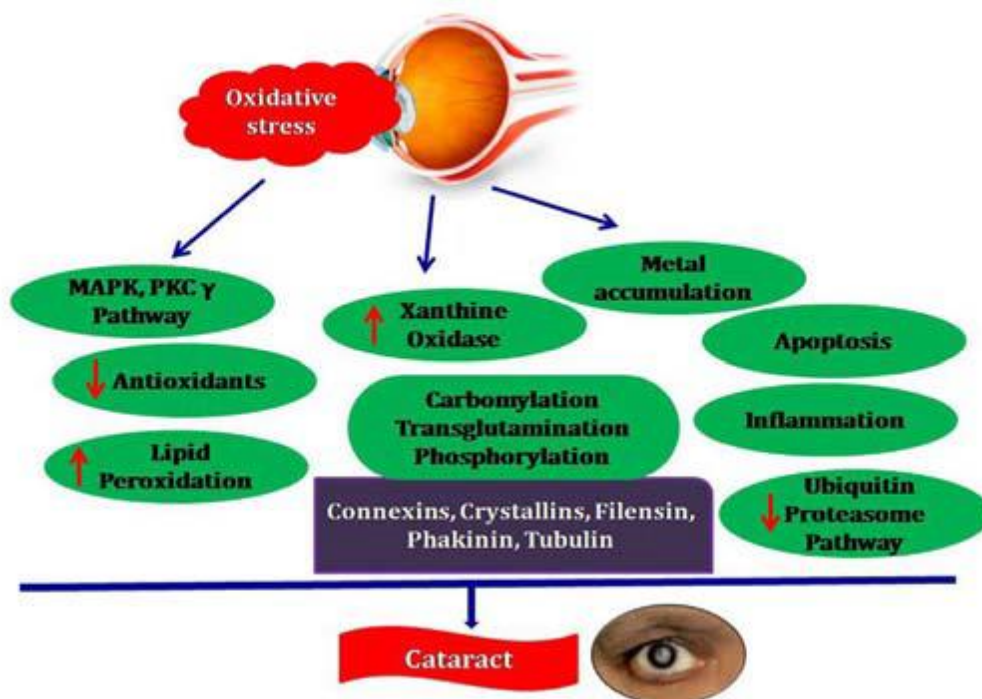 Oxidative
stress
MAPK, PKC γ
Pathway
Antioxidants
Lipid
Peroxidation
Xanthine
Oxidase
Carbomylation
Transglutamination
Phosphorylation
Connexins, Crystallins, Filensin,
Phakinin, Tubulin
Metal
accumulation
Apoptosis
Inflammation
Ubiquitin
Proteasome
Pathway
Cataract